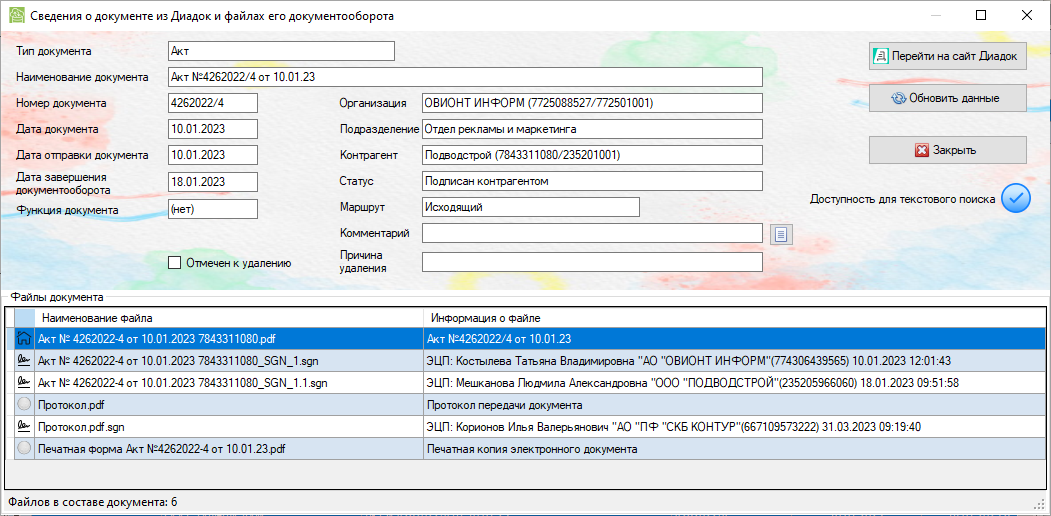 Сведения о документе из Диадок и файлах его документооборота
Тип документа Акт
Перейти на сайт Диадок
Наименование документа Акт №4262022/4 от 10.01.23
Номер документа 4262022/4 Организация ОВИОНТ ИНФОРМ (7725088527/772501001)
Обновить данные
Дата документа 10.01.2023 Подразделение Отдел рекламы и маркетинга
Дата отправки документа 10.01.2023 Контрагент Подводстрой (7843311080/235201001)
Закрыть
Дата завершения
документооборота 18.01.2023 Статус Подписан контрагентом
Доступность для текстового поиска
Функция документа (нет) Маршрут Исходящий
Комментарий
Отмечен к удалению Причина
удаления
Файлы документа
Наименование файла Информация о файле
Акт № 4262022-4 от 10.01.2023 7843311080.pdf Акт №4262022/4 от 10.01.23
Акт № 4262022-4 от 10.01.2023 7843311080_SGN_1.sgn ЭЦП: Костылева Татьяна Владимировна "АО "ОВИОНТ ИНФОРМ"(774306439565) 10.01.2023 12:01:43
Акт № 4262022-4 от 10.01.2023 7843311080_SGN_1.1.sgn ЭЦП: Мешканова Людмила Александровна "ООО "ПОДВОДСТРОЙ"(235205966060) 18.01.2023 09:51:58
Протокол.pdf Протокол передачи документа
Протокол.pdf.sgn ЭЦП: Корионов Илья Валерьянович "АО "ПФ "СКБ КОНТУР"(667109573222) 31.03.2023 09:19:40
Печатная форма Акт №4262022-4 от 10.01.23.pdf Печатная копия электронного документа
Файлов в составе документа: 6